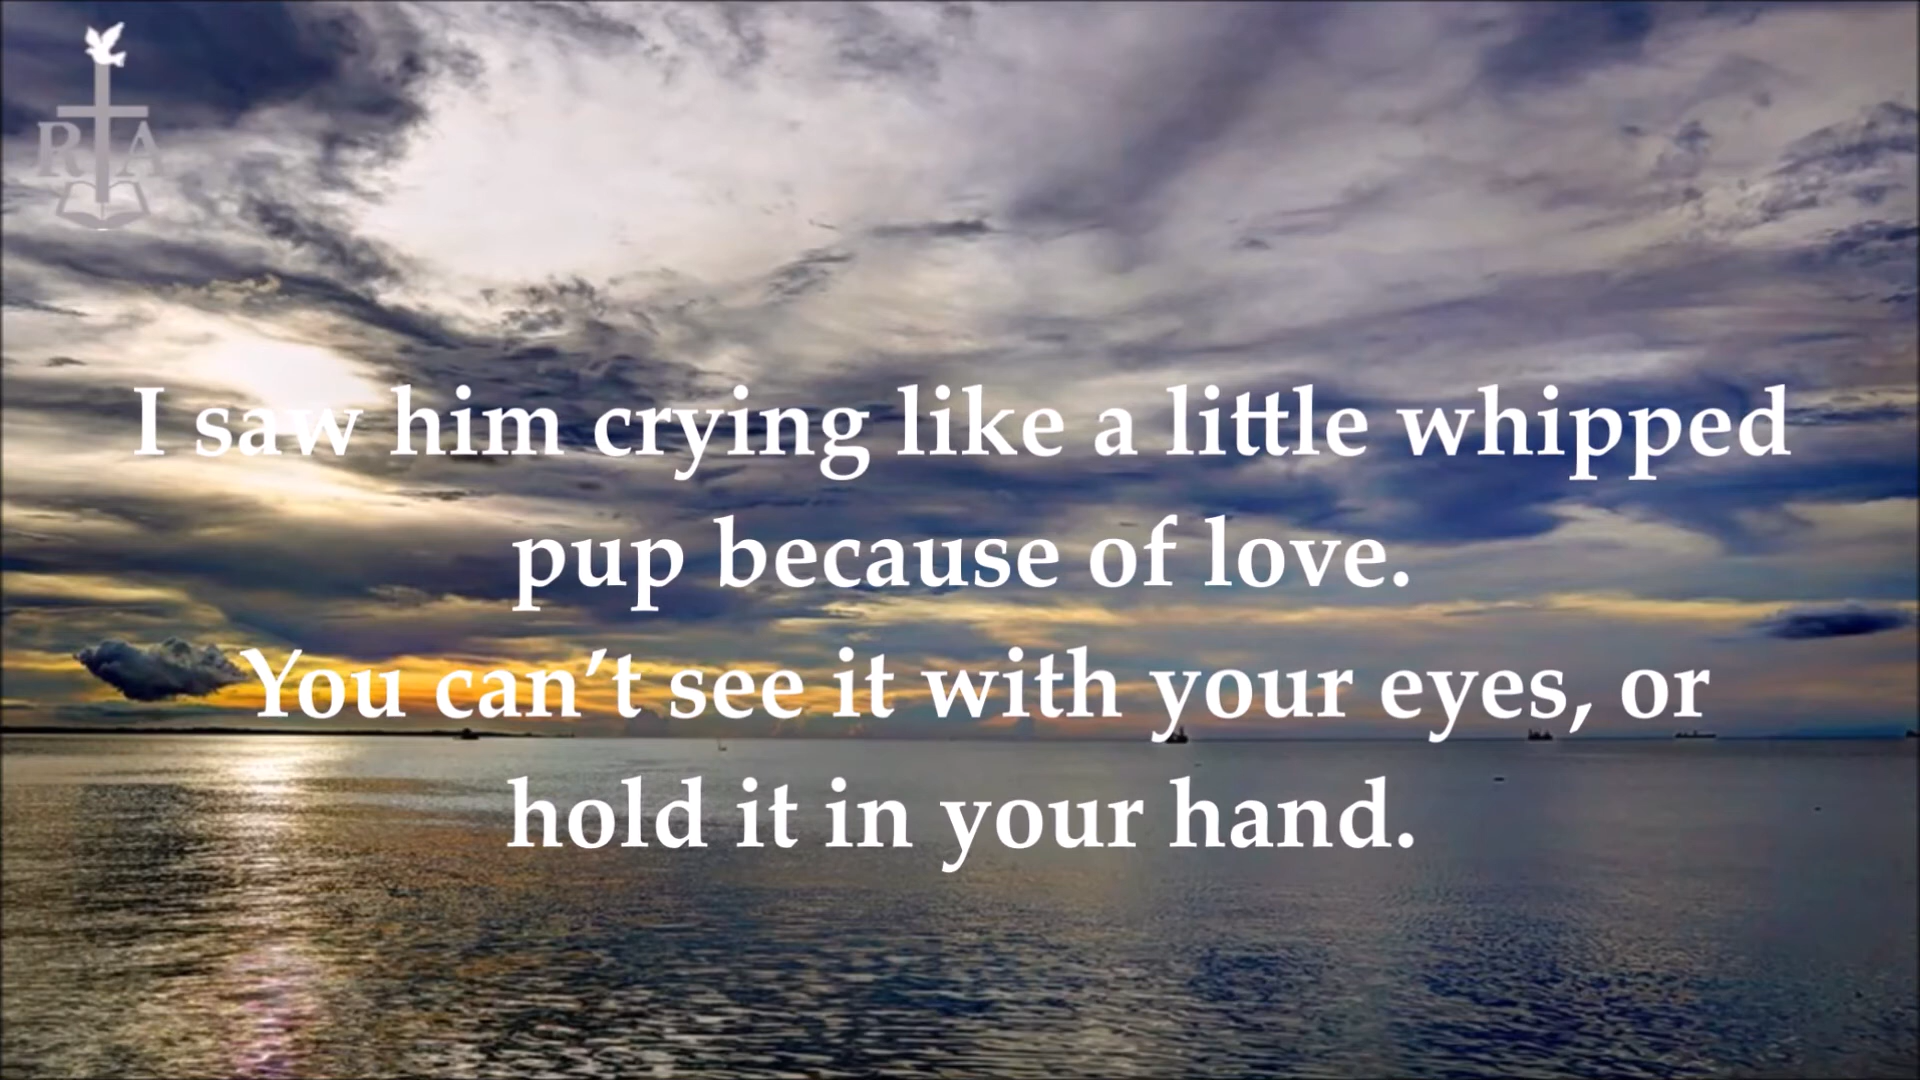 R A
I saw him crying like a little whipped
pup because of love.
You can’t see it with your eyes, or
hold it in your hand.